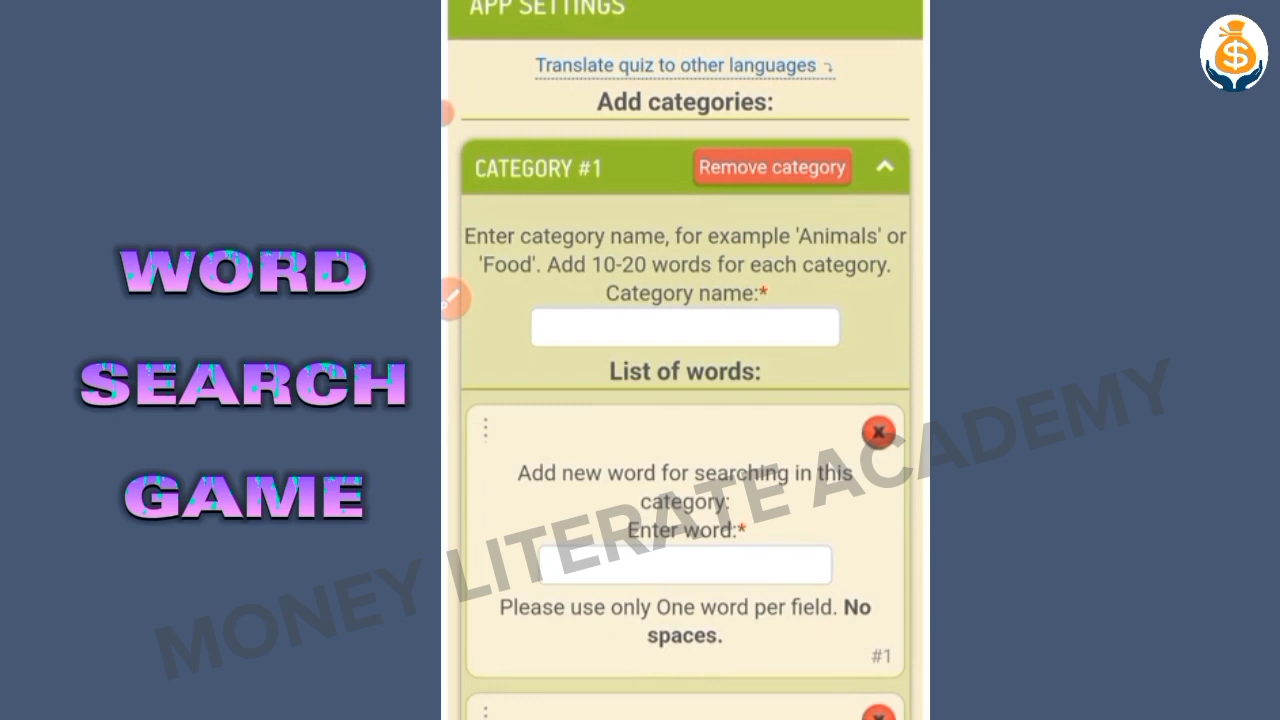 APP SETTINGS
Translate quiz to other languages
Add categories:
CATEGORY #1
Remove category
Enter category name, for example 'Animals' or
'Food'. Add 10-20 words for each category.
Category name:*
List of words:
Add new word for searching in this
category:
Enter word:*
Please use only One word per field. No
spaces.
#1
WORD
SEARCH
GAME
MONEY LITERATE ACADEMY
$